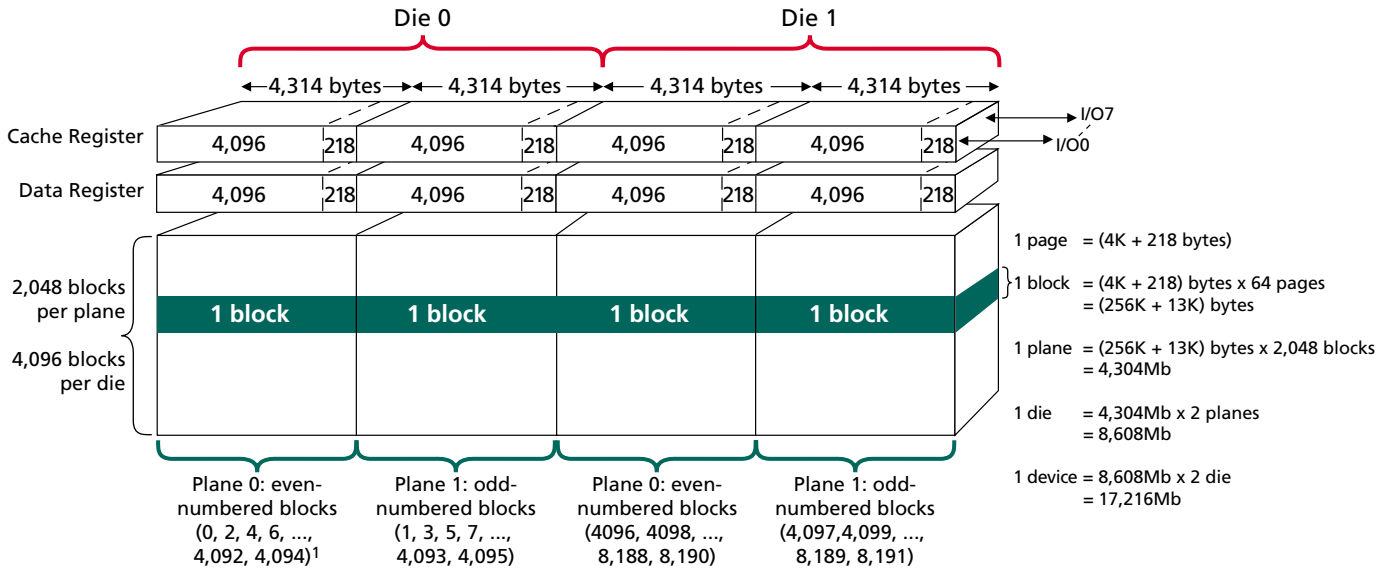 Die 0
Die 1
4,314 bytes
4,314 bytes
4,314 bytes
4,314 bytes
Cache Register
4,096
218
4,096
218
4,096
218
4,096
218
I/O7
I/O0
Data Register
4,096
218
4,096
218
4,096
218
4,096
218
2,048 blocks
per plane
4,096 blocks
per die
1 block
1 block
1 block
1 block
1 page = (4K + 218 bytes)
1 block = (4K + 218) bytes x 64 pages
= (256K + 13K) bytes
1 plane = (256K + 13K) bytes x 2,048 blocks
= 4,304Mb
1 die = 4,304Mb x 2 planes
= 8,608Mb
1 device = 8,608Mb x 2 die
= 17,216Mb
Plane 0: even-
numbered blocks
(0, 2, 4, 6, ...,
4,092, 4,094)1
Plane 1: odd-
numbered blocks
(1, 3, 5, 7, ...,
4,093, 4,095)
Plane 0: even-
numbered blocks
(4096, 4098, ...,
8,188, 8,190)
Plane 1: odd-
numbered blocks
(4,097,4,099, ...,
8,189, 8,191)